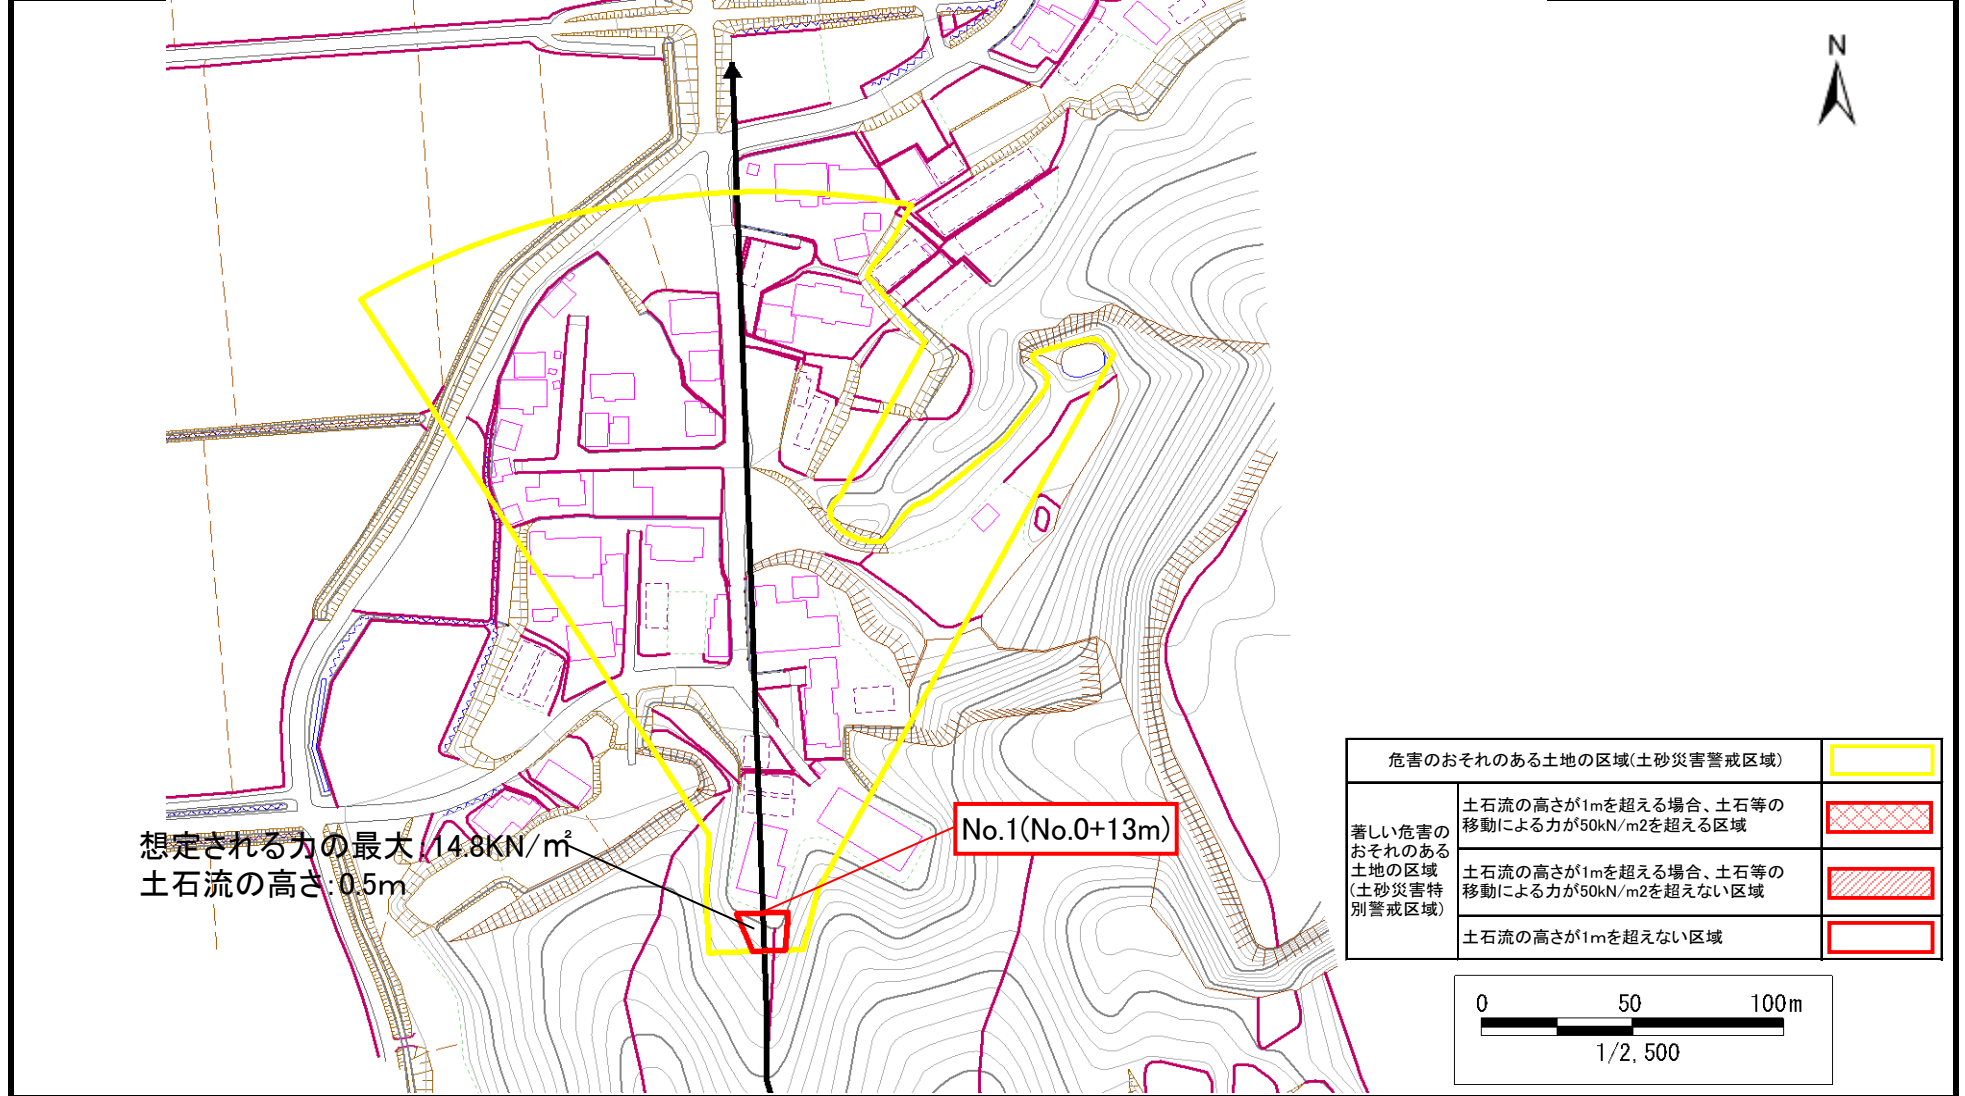 N
想定される力の最大:14.8KN/㎡
土石流の高さ:0.5m
No.1(No.0+13m)
危害のおそれのある土地の区域(土砂災害警戒区域)
著しい危害の
おそれのある
土地の区域
(土砂災害特
別警戒区域)
土石流の高さが1mを超える場合、土石等の
移動による力が50kN/m2を超える区域
土石流の高さが1mを超える場合、土石等の
移動による力が50kN/m2を超えない区域
土石流の高さが1mを超えない区域
0 50 100m
1/2,500